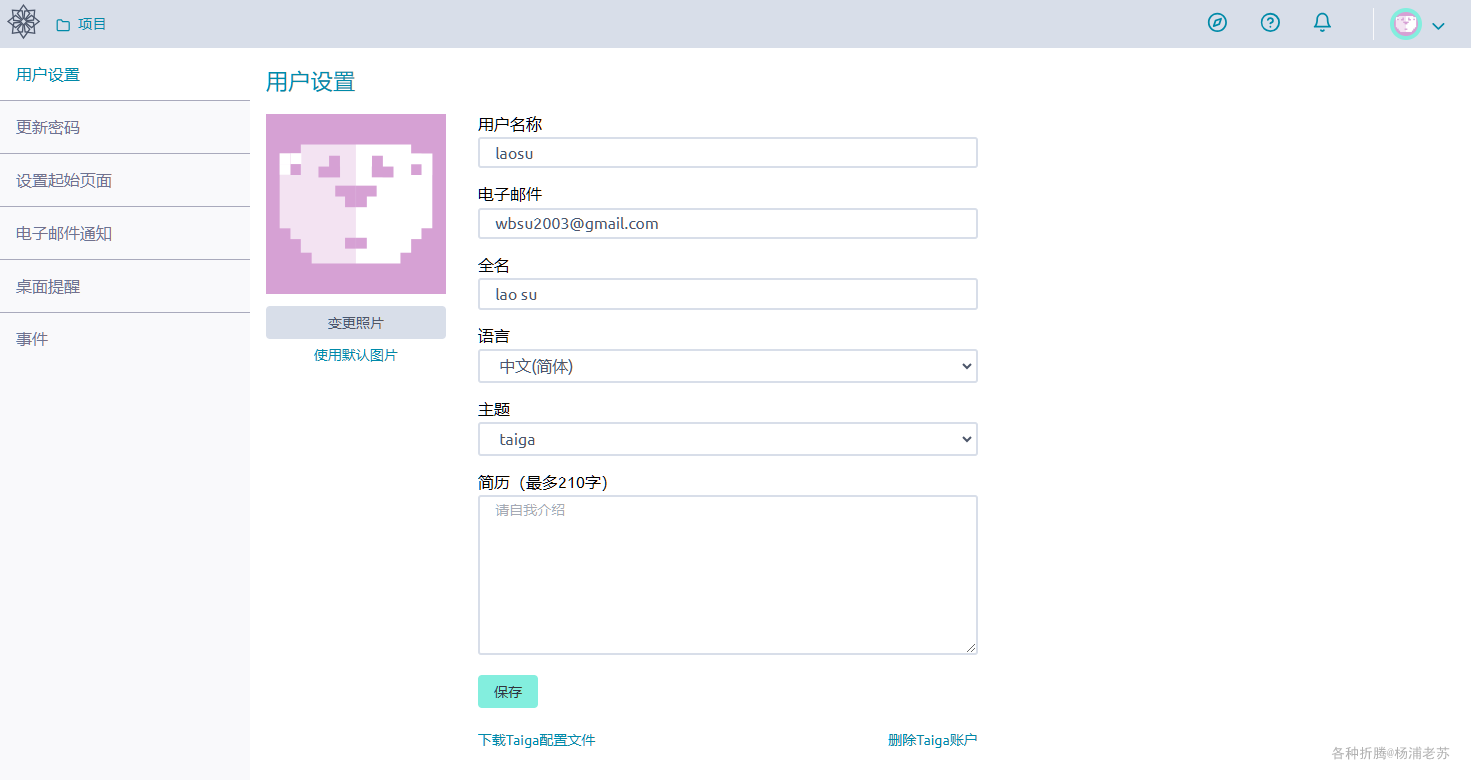 项目
用户设置
更新密码
设置起始页面
电子邮件通知
桌面提醒
事件
用户设置
变更照片
使用默认图片
用户名称
laosu
电子邮件
wbsu2003@gmail.com
全名
lao su
语言
中文(简体)
主题
taiga
简历（最多210字）
请自我介绍
保存
下载Taiga配置文件
删除Taiga账户
各种折腾@杨浦老苏